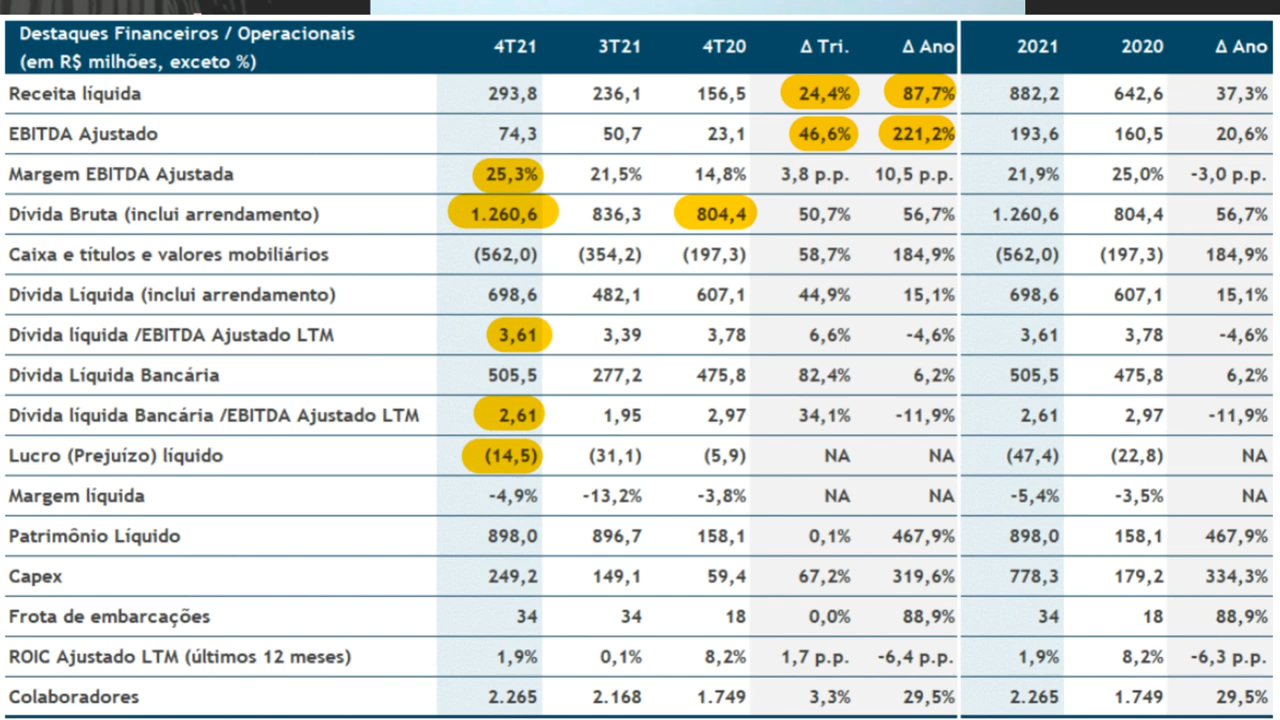 Destaques Financeiros / Operacionais
(em R$ milhões, exceto %) 4T21 3T21 4T20 Δ Tri. Δ Ano 2021 2020 Δ Ano
Receita líquida 293,8 236,1 156,5 24,4% 87,7% 882,2 642,6 37,3%
EBITDA Ajustado 74,3 50,7 23,1 46,6% 221,2% 193,6 160,5 20,6%
Margem EBITDA Ajustada 25,3% 21,5% 14,8% 3,8 p.p. 10,5 p.p. 21,9% 25,0% -3,0 p.p.
Dívida Bruta (inclui arrendamento) 1.260,6 836,3 804,4 50,7% 56,7% 1.260,6 804,4 56,7%
Caixa e títulos e valores mobiliários (562,0) (354,2) (197,3) 58,7% 184,9% (562,0) (197,3) 184,9%
Dívida Líquida (inclui arrendamento) 698,6 482,1 607,1 44,9% 15,1% 698,6 607,1 15,1%
Dívida líquida /EBITDA Ajustado LTM 3,61 3,39 3,78 6,6% -4,6% 3,61 3,78 -4,6%
Dívida Líquida Bancária 505,5 277,2 475,8 82,4% 6,2% 505,5 475,8 6,2%
Dívida líquida Bancária /EBITDA Ajustado LTM 2,61 1,95 2,97 34,1% -11,9% 2,61 2,97 -11,9%
Lucro (Prejuízo) líquido (14,5) (31,1) (5,9) NA NA (47,4) (22,8) NA
Margem líquida -4,9% -13,2% -3,8% NA NA -5,4% -3,5% NA
Patrimônio Líquido 898,0 896,7 158,1 0,1% 467,9% 898,0 158,1 467,9%
Capex 249,2 149,1 59,4 67,2% 319,6% 778,3 179,2 334,3%
Frota de embarcações 34 34 18 0,0% 88,9% 34 18 88,9%
ROIC Ajustado LTM (últimos 12 meses) 1,9% 0,1% 8,2% 1,7 p.p. -6,4 p.p. 1,9% 8,2% -6,3 p.p.
Colaboradores 2.265 2.168 1.749 3,3% 29,5% 2.265 1.749 29,5%